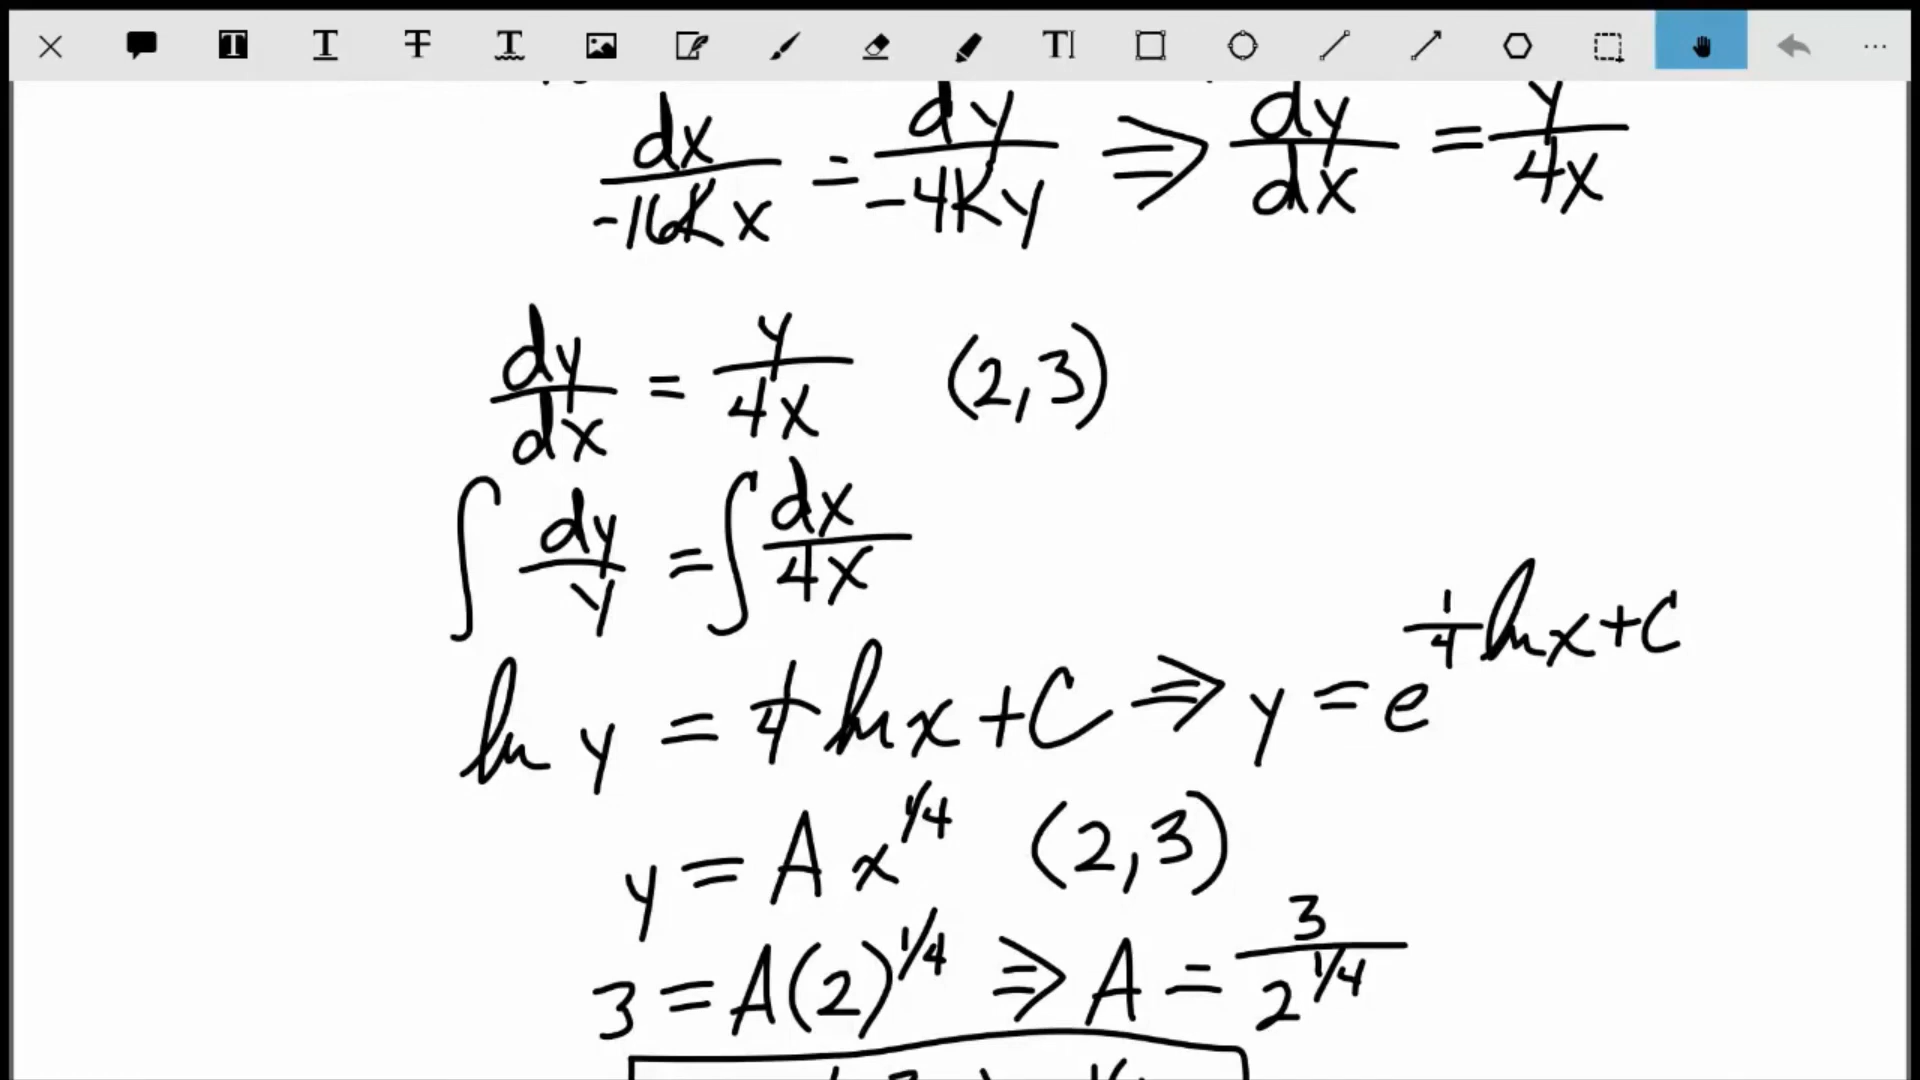 dx/-16Kx = dy/-4Ky ⇒ dy/dx = y/4x
dy/dx = y/4x (2,3)
∫ dy/y = ∫ dx/4x
ln y = 1/4 ln x + C ⇒ y = e^(1/4 ln x + C)
y = A x^1/4 (2,3)
3 = A(2)^1/4 ⇒ A = 3/2^1/4